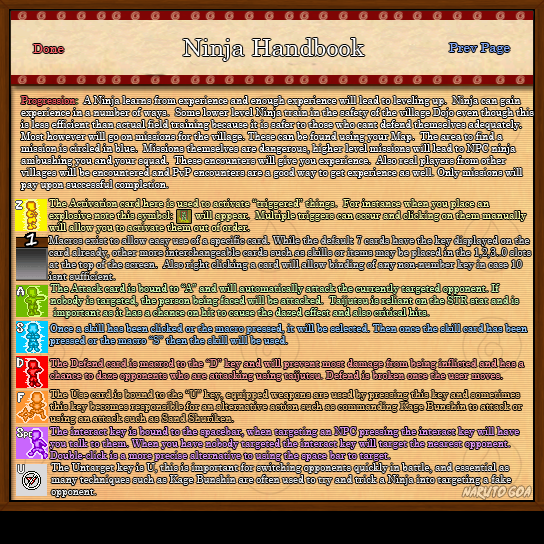 Done
Ninja Handbook
Prev Page
Progression: A Ninja learns from experience and enough experience will lead to leveling up. Ninja can gain
experience in a number of ways. Some lower level Ninja train in the safety of the village Dojo even though this
is less efficient than actual field training because it is safer to those who cant defend themselves adequately.
Most however will go on missions for the village. These can be found using your Map. The area to find a
mission is circled in blue. Missions themselves are dangerous, higher level missions will lead to NPC ninja
ambushing you and your squad. These encounters will give you experience. Also real players from other
villages will be encountered and PvP encounters are a good way to get experience as well. Only missions will
pay upon successful completion.
Z
The Activation card here is used to activate "triggered" things. For instance when you place an
explosive note this symbol: will appear. Multiple triggers can occur and clicking on them manually
will allow you to activate them out of order.
1
Macros exist to allow easy use of a specific card. While the default 7 cards have the key displayed on the
card already, other more interchangeable cards such as skills or items may be placed in the 1,2,3..0 slots
at the top of the screen. Also right clicking a card will allow binding of any non-number key in case 10
isnt sufficient.
A
The Attack card is bound to "A" and will automatically attack the currently targeted opponent. If
nobody is targeted, the person being faced will be attacked. Taijutsu is reliant on the STR stat and is
important as it has a chance on hit to cause the dazed effect and also critical hits.
S
Once a skill has been clicked or the macro pressed, it will be selected. Then once the skill card has been
pressed or the macro "S" then the skill will be used.
D
The Defend card is macrod to the "D" key and will prevent most damage from being inflicted and has a
chance to daze opponents who are attacking using taijutsu. Defend is broken once the user moves.
F
The Use card is bound to the "U" key, equipped weapons are used by pressing this key and sometimes
this key becomes responsible for an alternative action such as commanding Kage Bunshin to attack or
using an attack such as Sand Shuriken.
Spc
The interact key is bound to the spacebar, when targeting an NPC pressing the interact key will have
you talk to them. When you have nobody targeted the interact key will target the nearest opponent.
Double-click is a more precise alternative to using the space bar to target.
U
The Untarget key is U, this is important for switching opponents quickly in battle, and essential as
many techniques such as Kage Bunshin are often used to try and trick a Ninja into targeting a fake
opponent.
NARUTO GOA